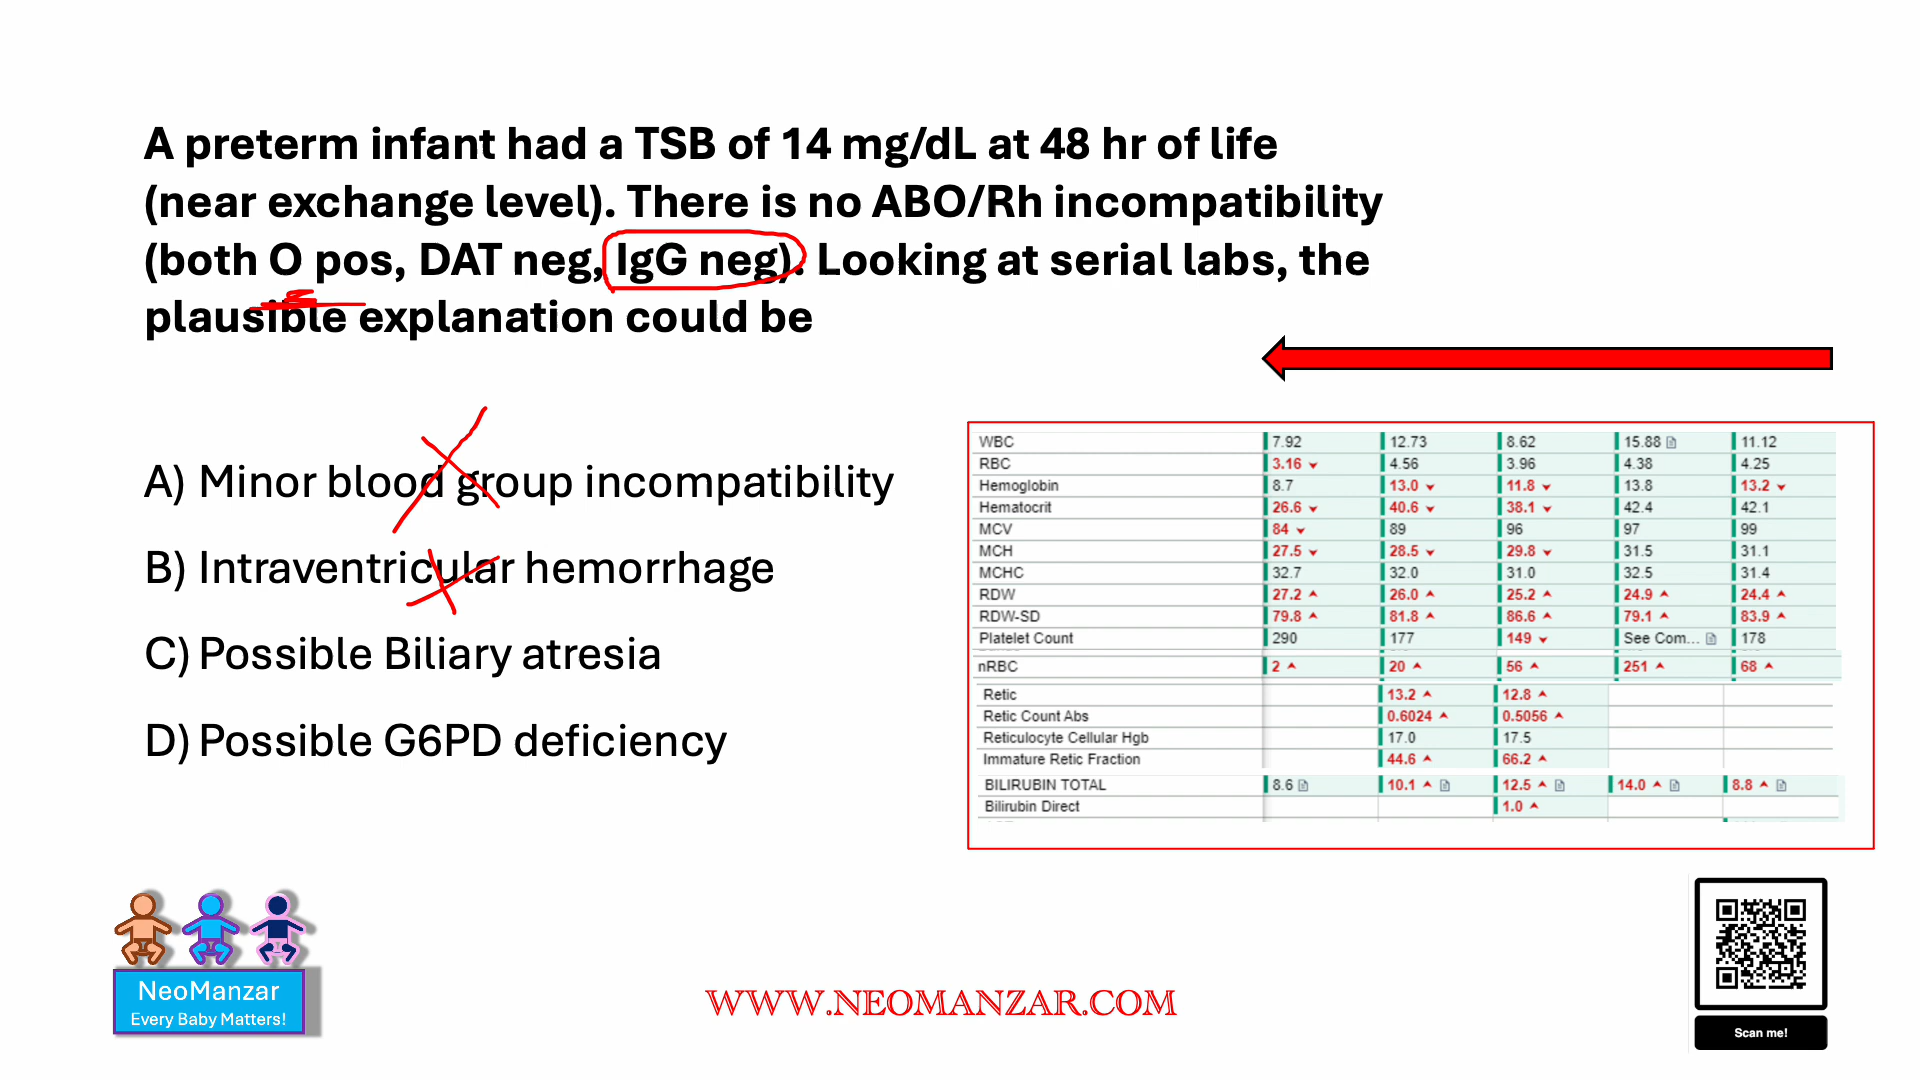 A preterm infant had a TSB of 14 mg/dL at 48 hr of life
(near exchange level). There is no ABO/Rh incompatibility
(both O pos, DAT neg, IgG neg). Looking at serial labs, the
plausible explanation could be
A) Minor blood group incompatibility
B) Intraventricular hemorrhage
C) Possible Biliary atresia
D) Possible G6PD deficiency
WBC 7.92 12.73 8.62 15.88 11.12
RBC 3.16 4.56 3.96 4.38 4.25
Hemoglobin 8.7 13.0 11.8 13.8 13.2
Hematocrit 26.6 40.6 38.1 42.4 42.1
MCV 84 89 96 97 99
MCH 27.5 28.5 29.8 31.5 31.1
MCHC 32.7 32.0 31.0 32.5 31.4
RDW 27.2 26.0 25.2 24.9 24.4
RDW-SD 79.8 81.8 86.6 79.1 83.9
Platelet Count 290 177 149 See Com... 178
nRBC 2 20 56 251 68
Retic 13.2 12.8
Retic Count Abs 0.6024 0.5056
Reticulocyte Cellular Hgb 17.0 17.5
Immature Retic Fraction 44.6 66.2
BILIRUBIN TOTAL 8.6 10.1 12.5 14.0 8.8
Bilirubin Direct 1.0
NeoManzar
Every Baby Matters!
WWW.NEOMANZAR.COM
Scan me!